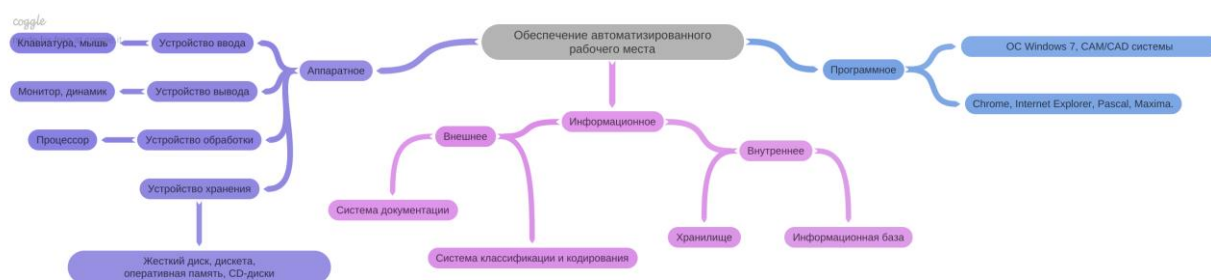 coggle
Обеспечение автоматизированного
рабочего места
Аппаратное
Устройство ввода
Клавиатура, мышь
Устройство вывода
Монитор, динамик
Устройство обработки
Процессор
Устройство хранения
Жесткий диск, дискета,
оперативная память, CD-диски
Информационное
Внешнее
Система документации
Система классификации и кодирования
Внутреннее
Хранилище
Информационная база
Программное
ОС Windows 7, CAM/CAD системы
Chrome, Internet Explorer, Pascal, Maxima.